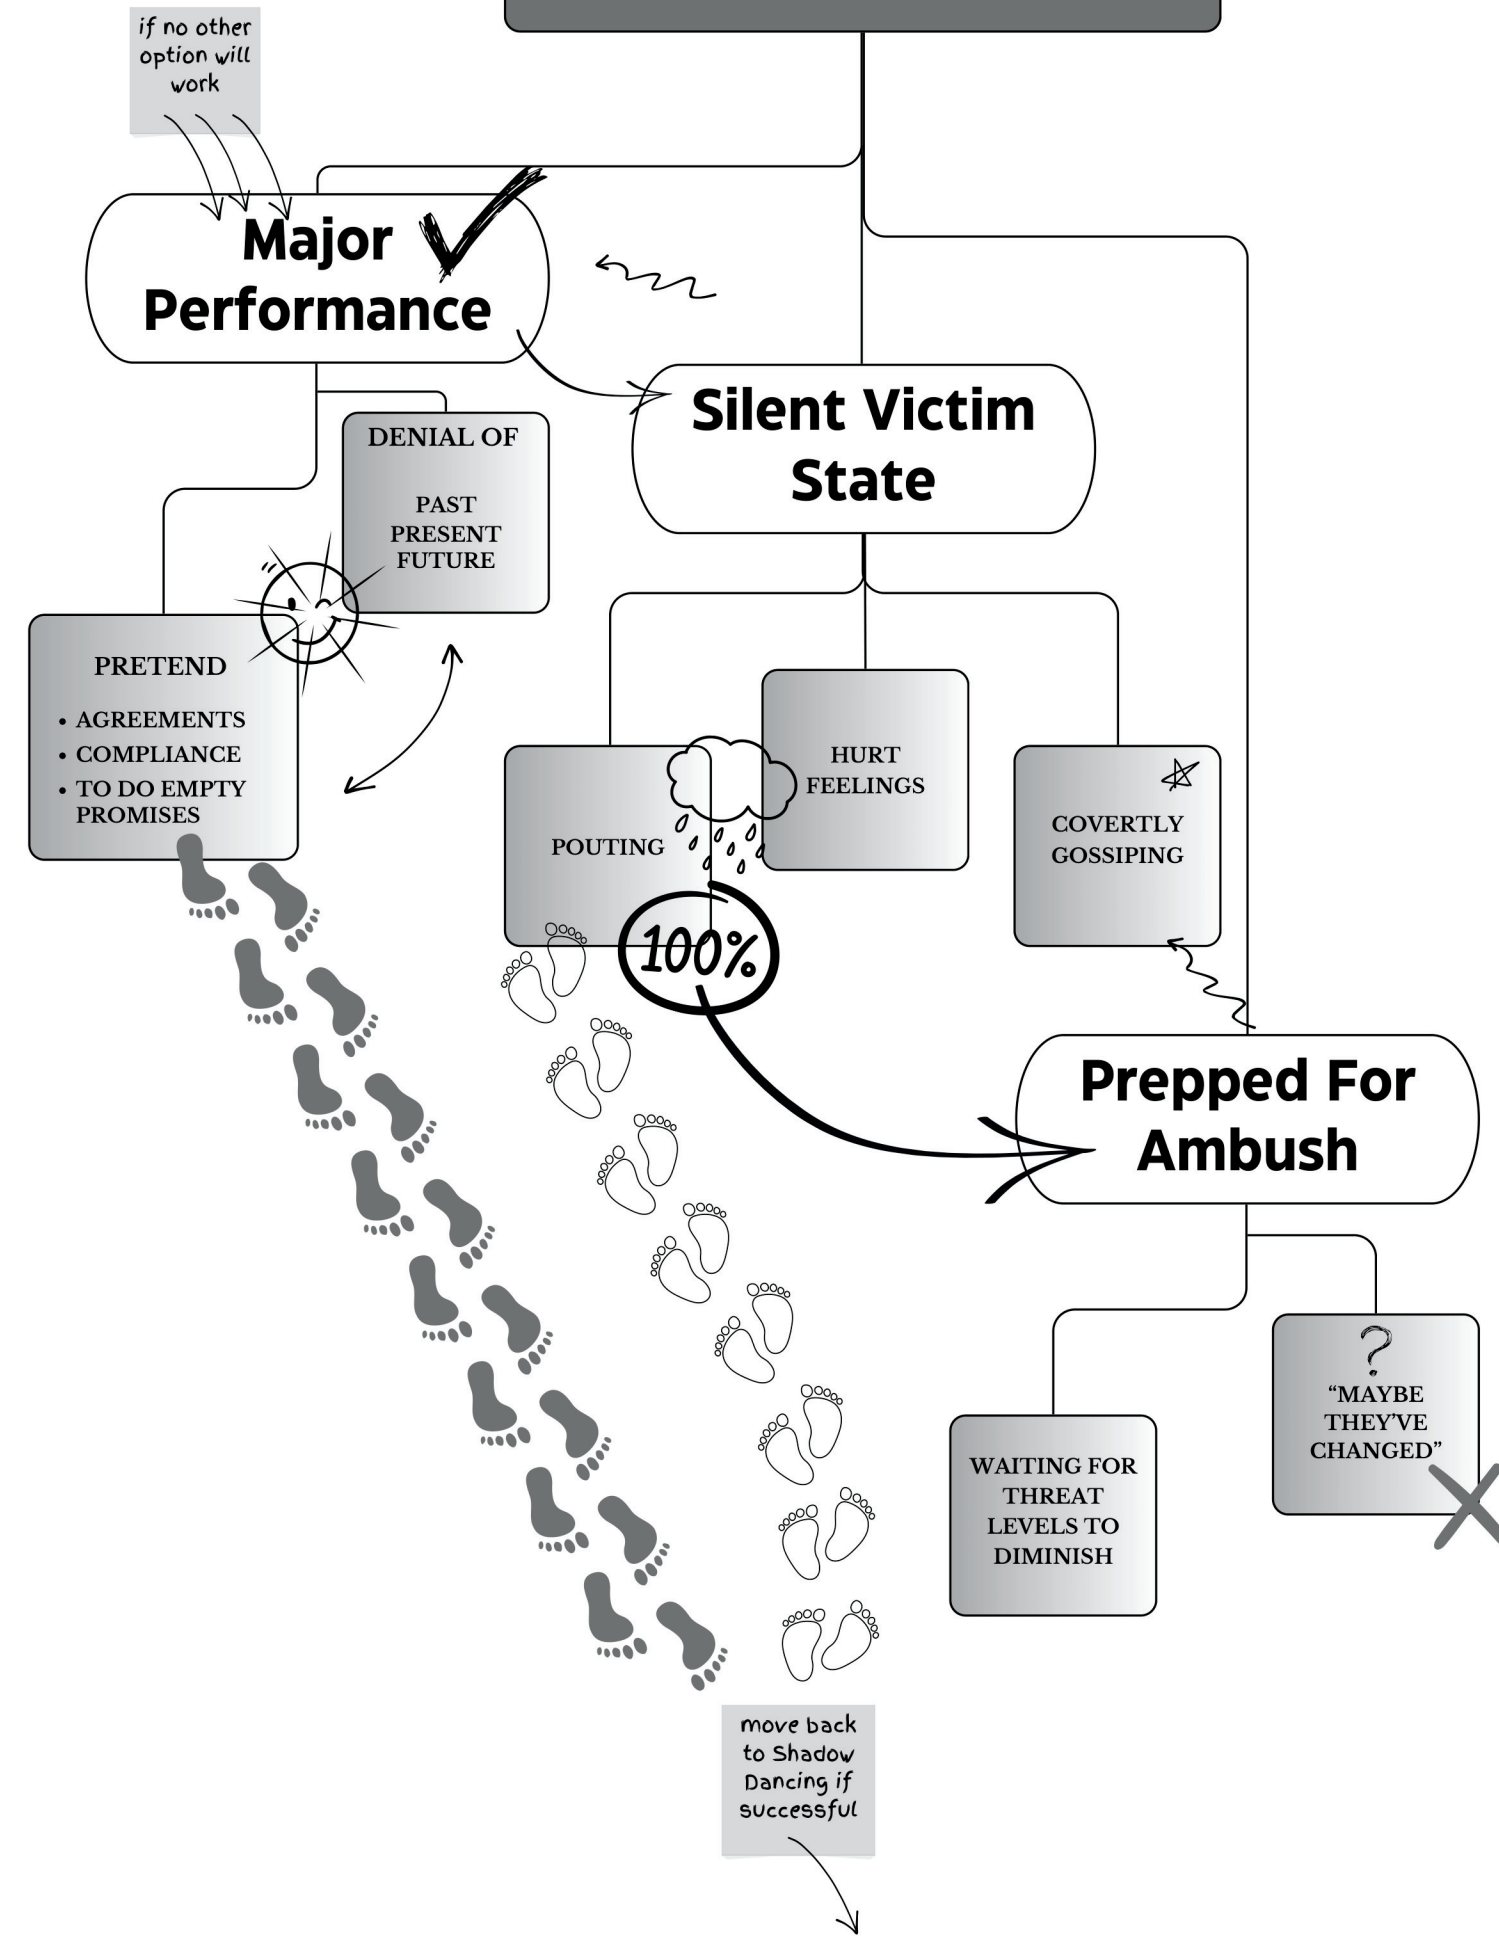 if no other
option will
work
Major
Performance
DENIAL OF
PAST
PRESENT
FUTURE
PRETEND
• AGREEMENTS
• COMPLIANCE
• TO DO EMPTY
PROMISES
Silent Victim
State
POUTING
HURT
FEELINGS
COVERTLY
GOSSIPING
100%
Prepped For
Ambush
WAITING FOR
THREAT
LEVELS TO
DIMINISH
?
“MAYBE
THEY’VE
CHANGED”
move back
to Shadow
Dancing if
successful